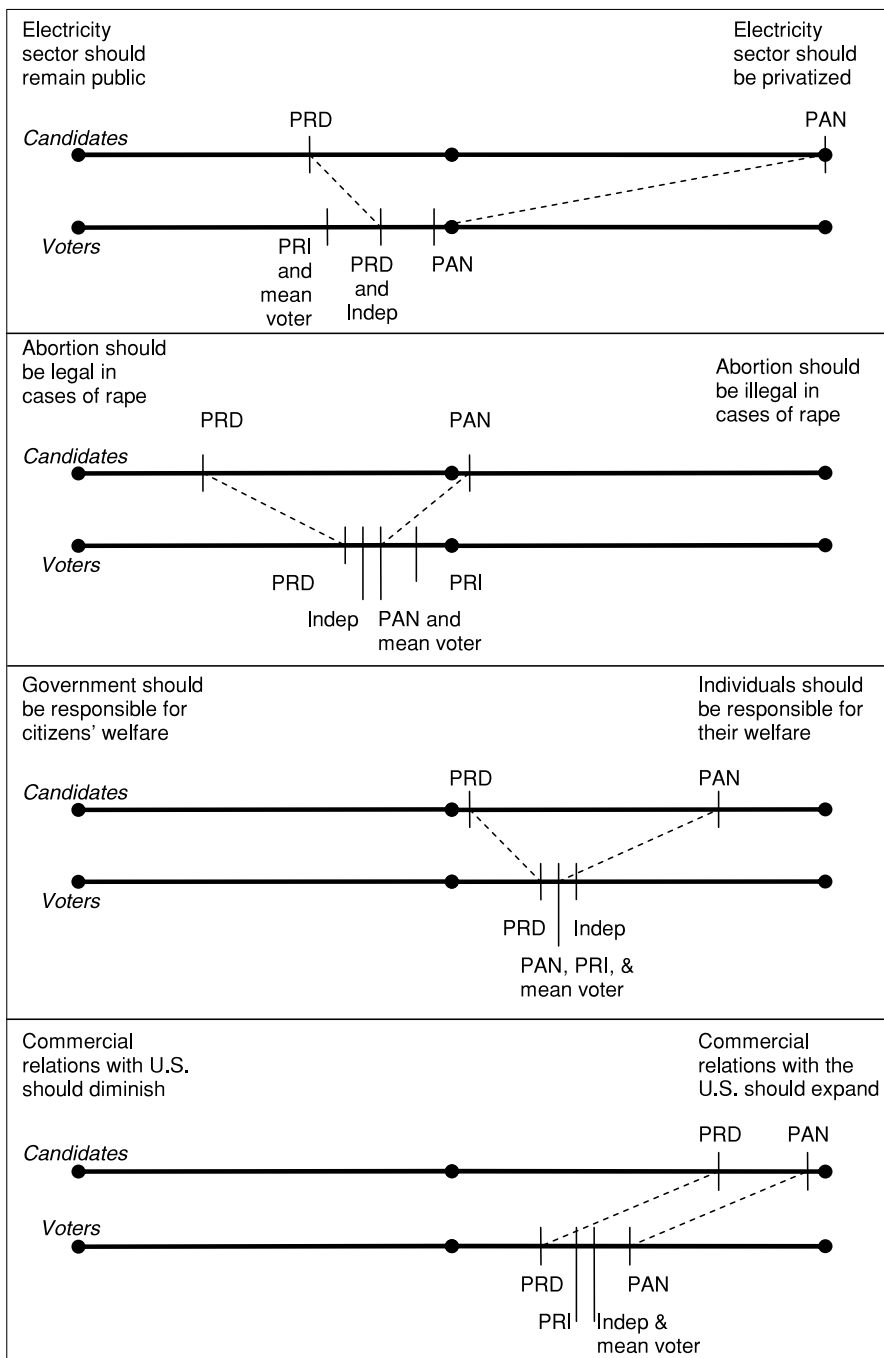 Electricity
sector should
remain public
Electricity
sector should
be privatized
PRD
PAN
Candidates
Voters
PRI
and
mean
voter
PRD
and
Indep
PAN
Abortion should
be legal in
cases of rape
Abortion should
be illegal in
cases of rape
PRD
PAN
Candidates
Voters
PRD
PRI
Indep
PAN and
mean voter
Government should
be responsible for
citizens' welfare
Individuals should
be responsible for
their welfare
PRD
PAN
Candidates
Voters
PRD
Indep
PAN, PRI, &
mean voter
Commercial
relations with U.S.
should diminish
Commercial
relations with the
U.S. should expand
PRD
PAN
Candidates
Voters
PRD
PAN
PRI
Indep &
mean voter